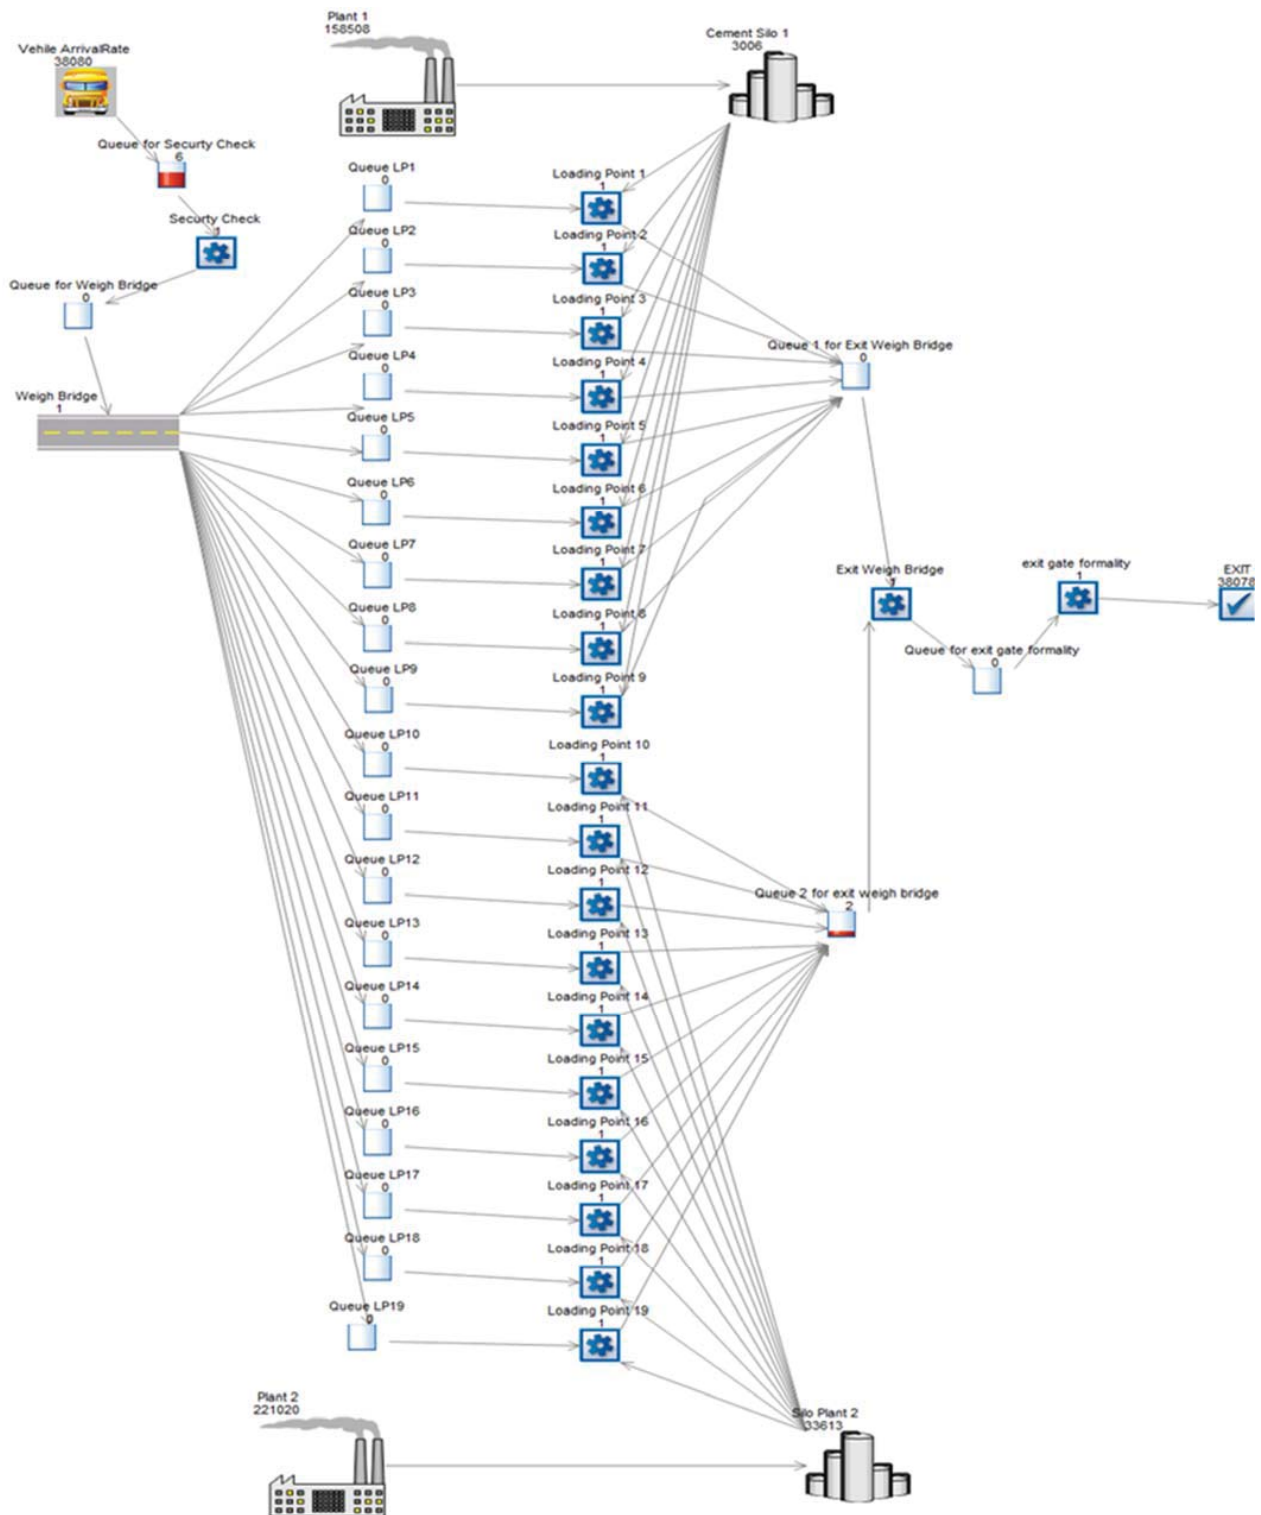 Plant 1
158508
Cement Silo 1
3006
Vehile ArrivalRate
38080
Queue for Securty Check
6
Securty Check
1
Queue for Weigh Bridge
0
Weigh Bridge
1
Queue LP1
0
Queue LP2
0
Queue LP3
0
Queue LP4
0
Queue LP5
0
Queue LP6
0
Queue LP7
0
Queue LP8
0
Queue LP9
0
Queue LP10
0
Queue LP11
0
Queue LP12
0
Queue LP13
0
Queue LP14
0
Queue LP15
0
Queue LP16
0
Queue LP17
0
Queue LP18
0
Queue LP19
0
Loading Point 1
1
Loading Point 2
1
Loading Point 3
1
Loading Point 4
1
Loading Point 5
1
Loading Point 6
1
Loading Point 7
1
Loading Point 8
1
Loading Point 9
1
Loading Point 10
1
Loading Point 11
1
Loading Point 12
1
Loading Point 13
1
Loading Point 14
1
Loading Point 15
1
Loading Point 16
1
Loading Point 17
1
Loading Point 18
1
Loading Point 19
1
Queue 1 for Exit Weigh Bridge
0
Exit Weigh Bridge
1
exit gate formality
1
EXIT
38078
Queue for exit gate formality
0
Queue 2 for exit weigh bridge
2
Plant 2
221020
Silo Plant 2
33613